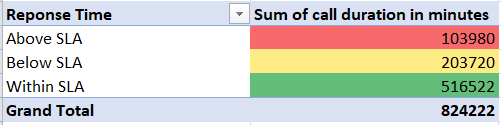 Reponse Time Sum of call duration in minutes
Above SLA 103980
Below SLA 203720
Within SLA 516522
Grand Total 824222